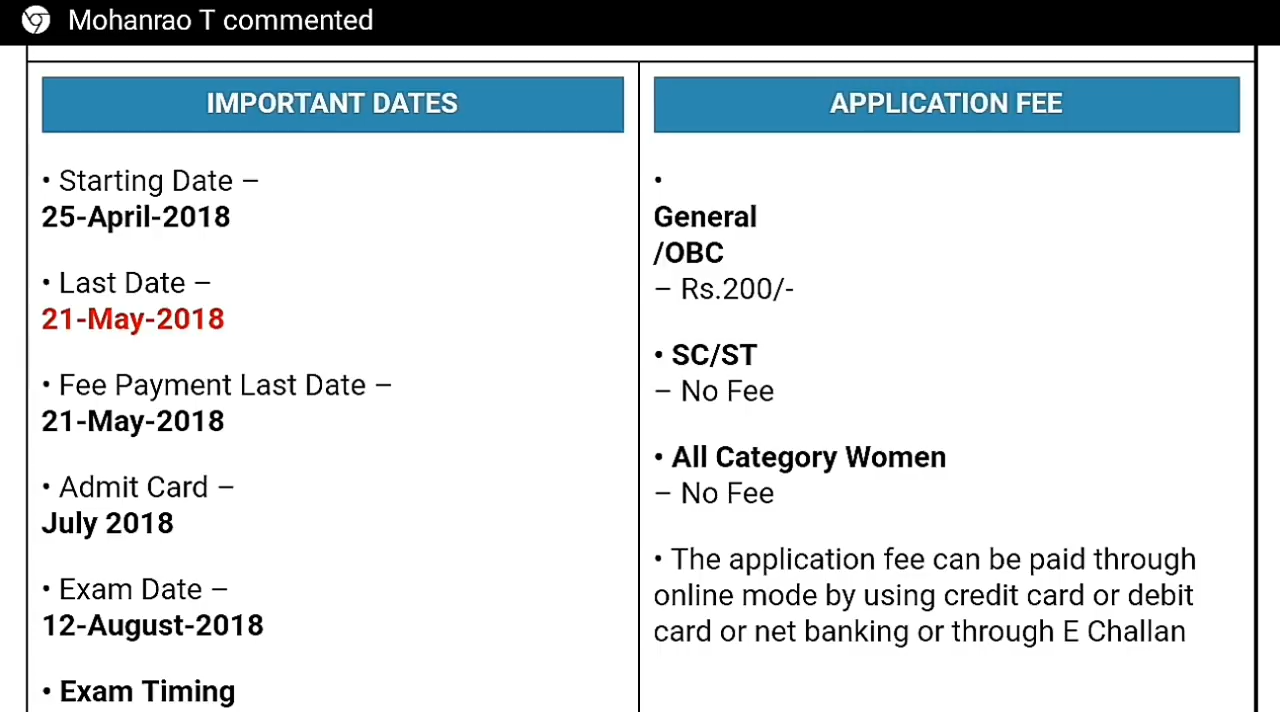 Mohanrao T commented
IMPORTANT DATES
• Starting Date –
25-April-2018
• Last Date –
21-May-2018
• Fee Payment Last Date –
21-May-2018
• Admit Card –
July 2018
• Exam Date –
12-August-2018
• Exam Timing
APPLICATION FEE
•
General
/OBC
– Rs.200/-
• SC/ST
– No Fee
• All Category Women
– No Fee
• The application fee can be paid through
online mode by using credit card or debit
card or net banking or through E Challan